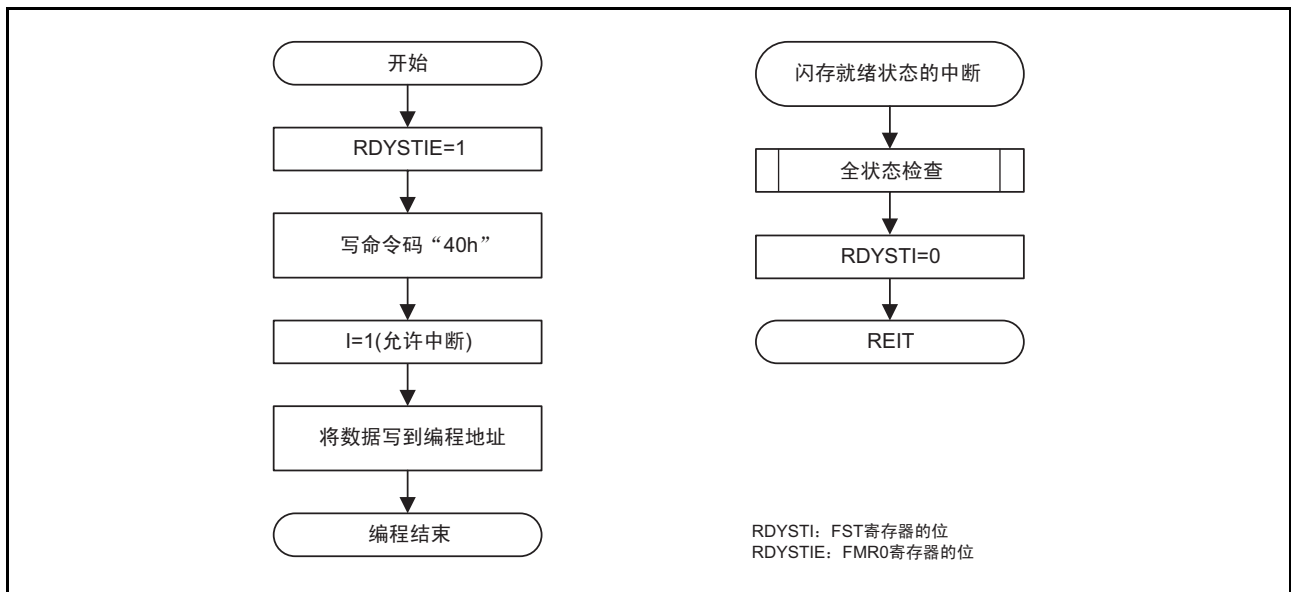 开始
RDYSTIE=1
写命令码“40h”
I=1(允许中断)
将数据写到编程地址
编程结束
闪存就绪状态的中断
全状态检查
RDYSTI=0
REIT
RDYSTI：FST寄存器的位
RDYSTIE：FMR0寄存器的位